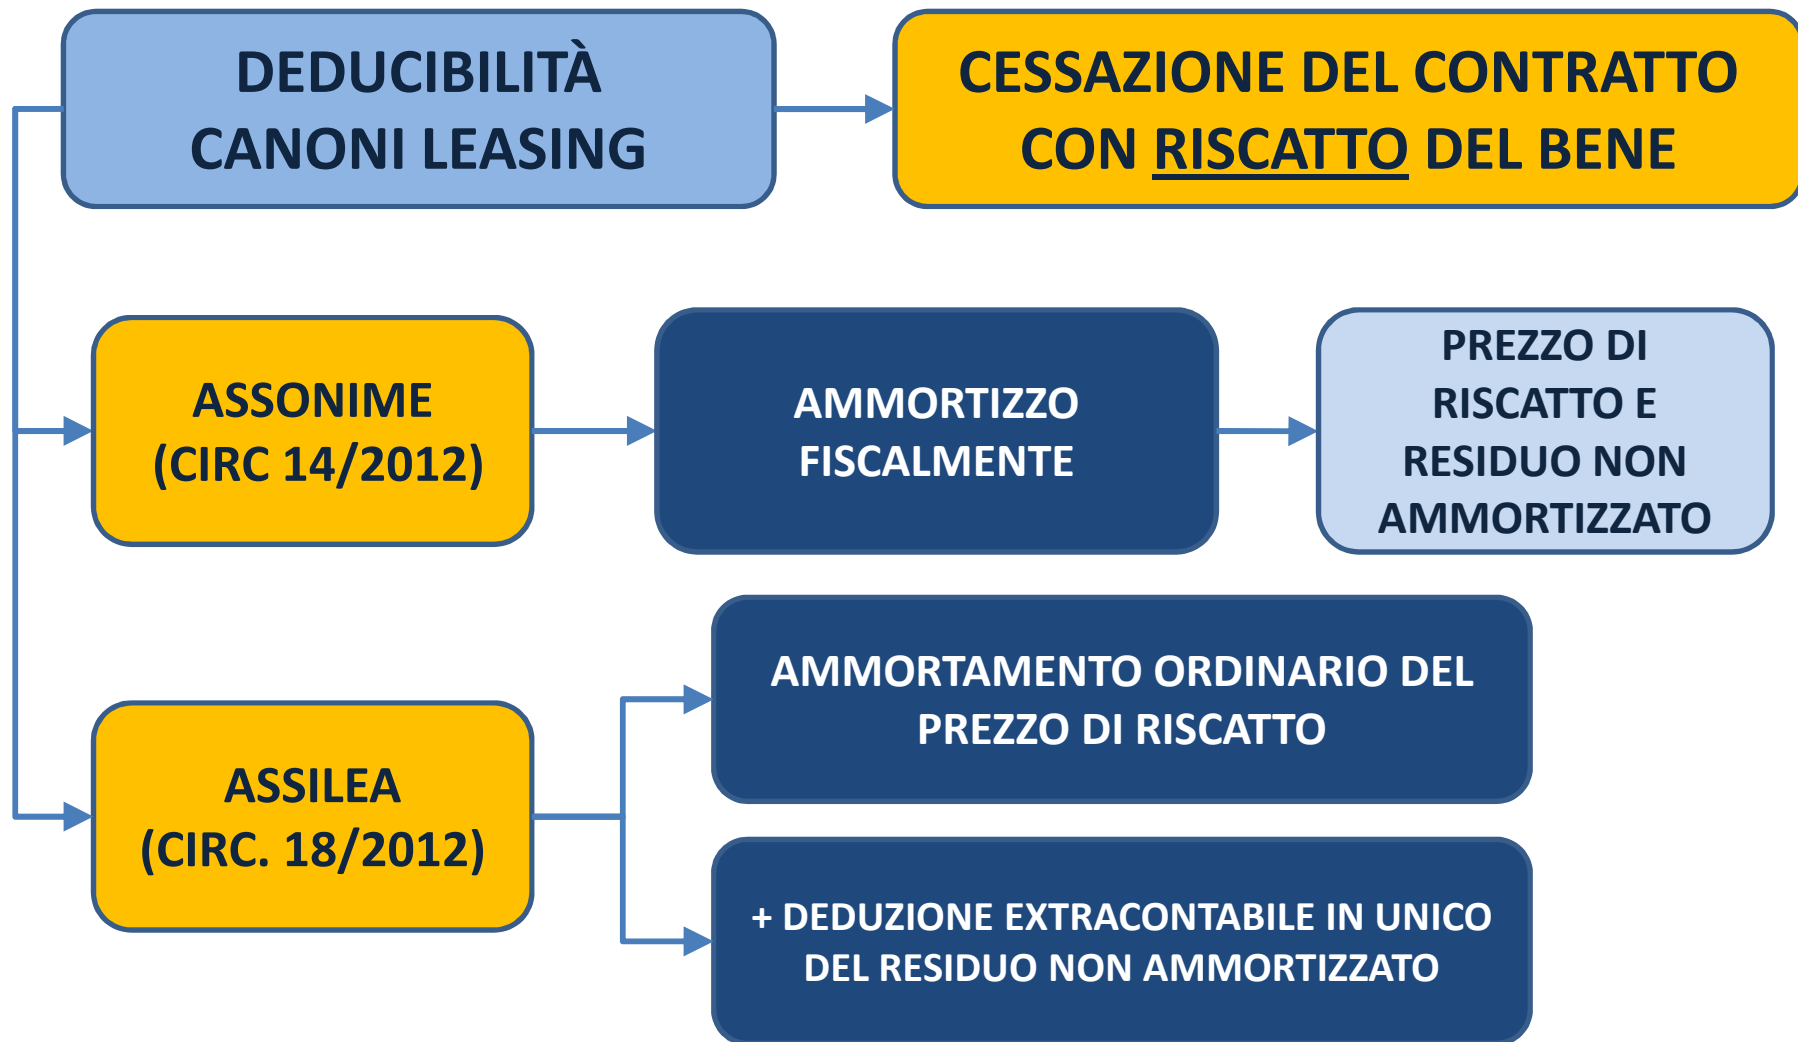 DEDUCIBILITÀ
CANONI LEASING
CESSAZIONE DEL CONTRATTO
CON RISCATTO DEL BENE
ASSONIME
(CIRC 14/2012)
AMMORTIZZO
FISCALMENTE
PREZZO DI
RISCATTO E
RESIDUO NON
AMMORTIZZATO
ASSILEA
(CIRC. 18/2012)
AMMORTAMENTO ORDINARIO DEL
PREZZO DI RISCATTO
+ DEDUZIONE EXTRACONTABILE IN UNICO
DEL RESIDUO NON AMMORTIZZATO